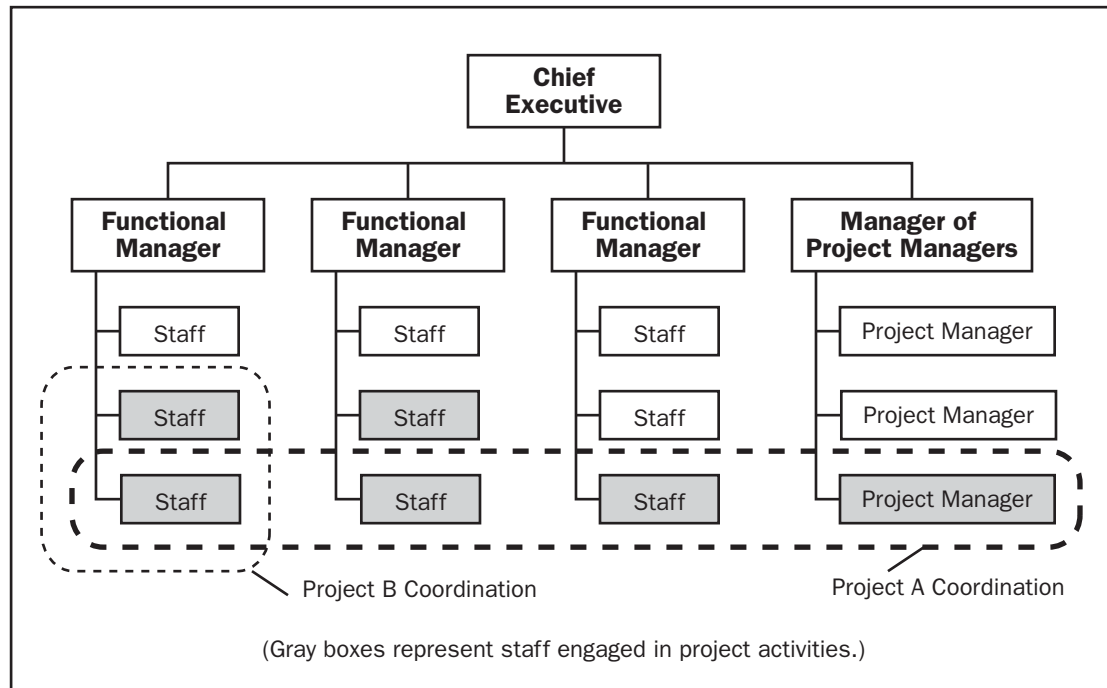 Chief
Executive
Functional
Manager
Functional
Manager
Functional
Manager
Manager of
Project Managers
Staff
Staff
Staff
Project Manager
Staff
Staff
Staff
Project Manager
Staff
Staff
Staff
Project Manager
Project B Coordination
Project A Coordination
(Gray boxes represent staff engaged in project activities.)